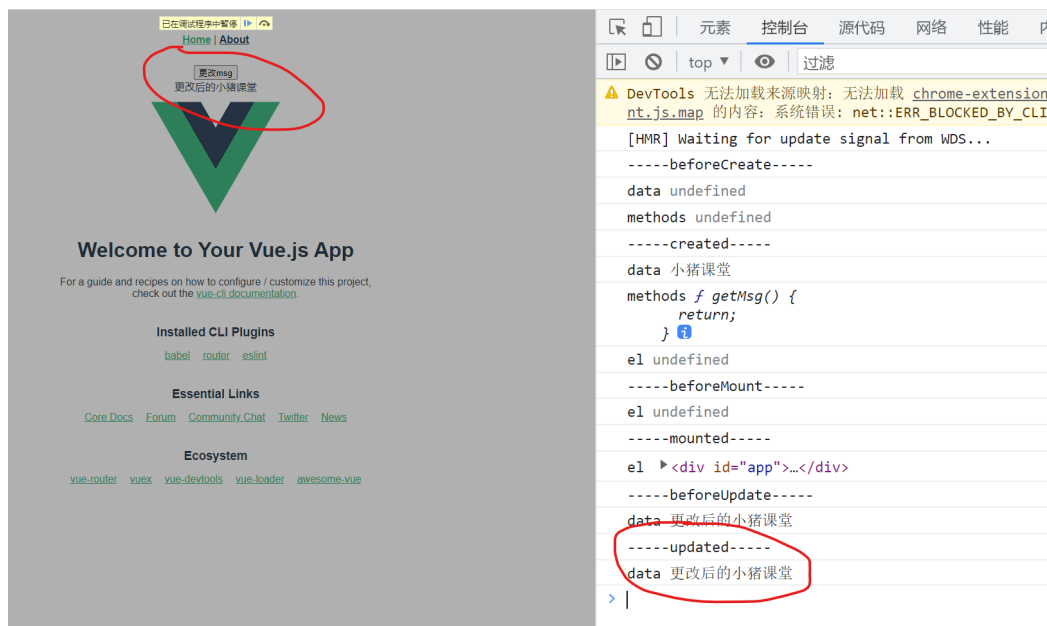 已在调试程序中暂停
Home | About
更改msg
更改后的小猪课堂
Welcome to Your Vue.js App
For a guide and recipes on how to configure / customize this project,
check out the vue-cli documentation.
Installed CLI Plugins
babel router eslint
Essential Links
Core Docs Forum Community Chat Twitter News
Ecosystem
vue-router vuex vue-devtools vue-loader awesome-vue
元素 控制台 源代码 网络 性能
top ▼ 过滤
DevTools 无法加载来源映射: 无法加载 chrome-extension
nt.js.map 的内容: 系统错误: net::ERR_BLOCKED_BY_CLI
[HMR] Waiting for update signal from WDS...
-----beforeCreate-----
data undefined
methods undefined
-----created-----
data 小猪课堂
methods ƒ getMsg() {
return;
}
el undefined
-----beforeMount-----
el undefined
-----mounted-----
el ▶<div id="app">…</div>
-----beforeUpdate-----
data 更改后的小猪课堂
-----updated-----
data 更改后的小猪课堂
>